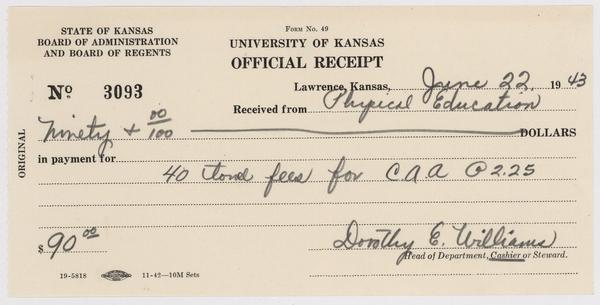 STATE OF KANSAS
BOARD OF ADMINISTRATION
AND BOARD OF REGENTS
Form No. 49
UNIVERSITY OF KANSAS
OFFICIAL RECEIPT
No 3093
Lawrence, Kansas, June 22, 1943
Received from Physical Education
Ninety + 00/100 DOLLARS
in payment for
40 towel fees for C.A.A @ 2.25
$ 90 00
Dorothy E. Williams
Head of Department, Cashier or Steward.
ORIGINAL
19-5818 11-42—10M Sets